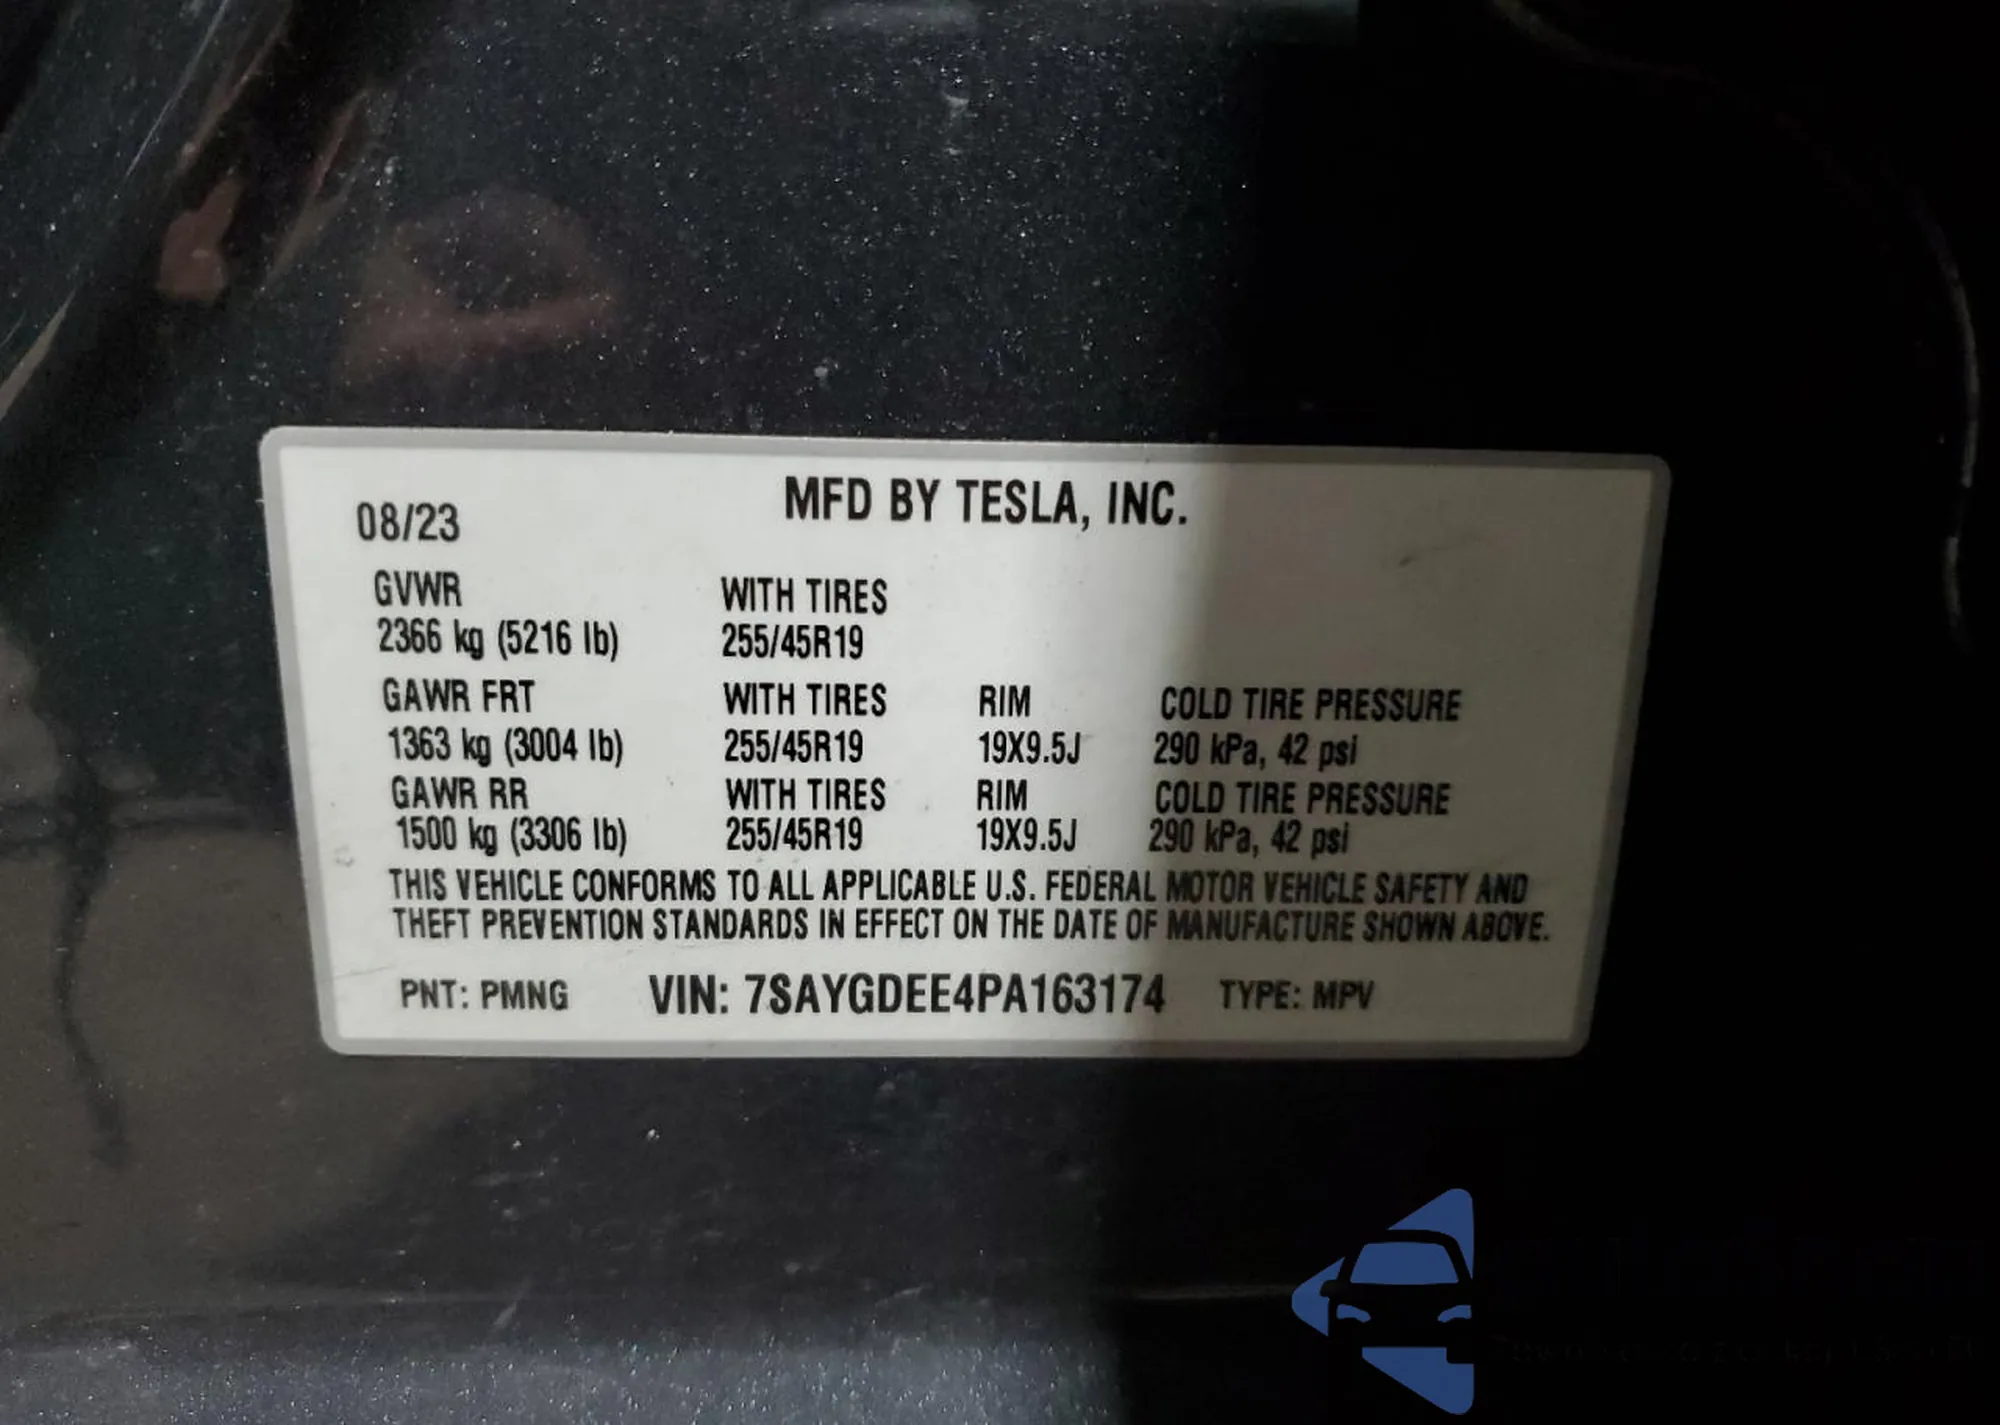 MFD BY TESLA, INC.
08/23
GVWR WITH TIRES
2366 kg (5216 lb) 255/45R19
GAWR FRT WITH TIRES RIM COLD TIRE PRESSURE
1363 kg (3004 lb) 255/45R19 19X9.5J 290 kPa, 42 psi
GAWR RR WITH TIRES RIM COLD TIRE PRESSURE
1500 kg (3306 lb) 255/45R19 19X9.5J 290 kPa, 42 psi
THIS VEHICLE CONFORMS TO ALL APPLICABLE U.S. FEDERAL MOTOR VEHICLE SAFETY AND
THEFT PREVENTION STANDARDS IN EFFECT ON THE DATE OF MANUFACTURE SHOWN ABOVE.
PNT: PMNG VIN: 7SAYGDEE4PA163174 TYPE: MPV